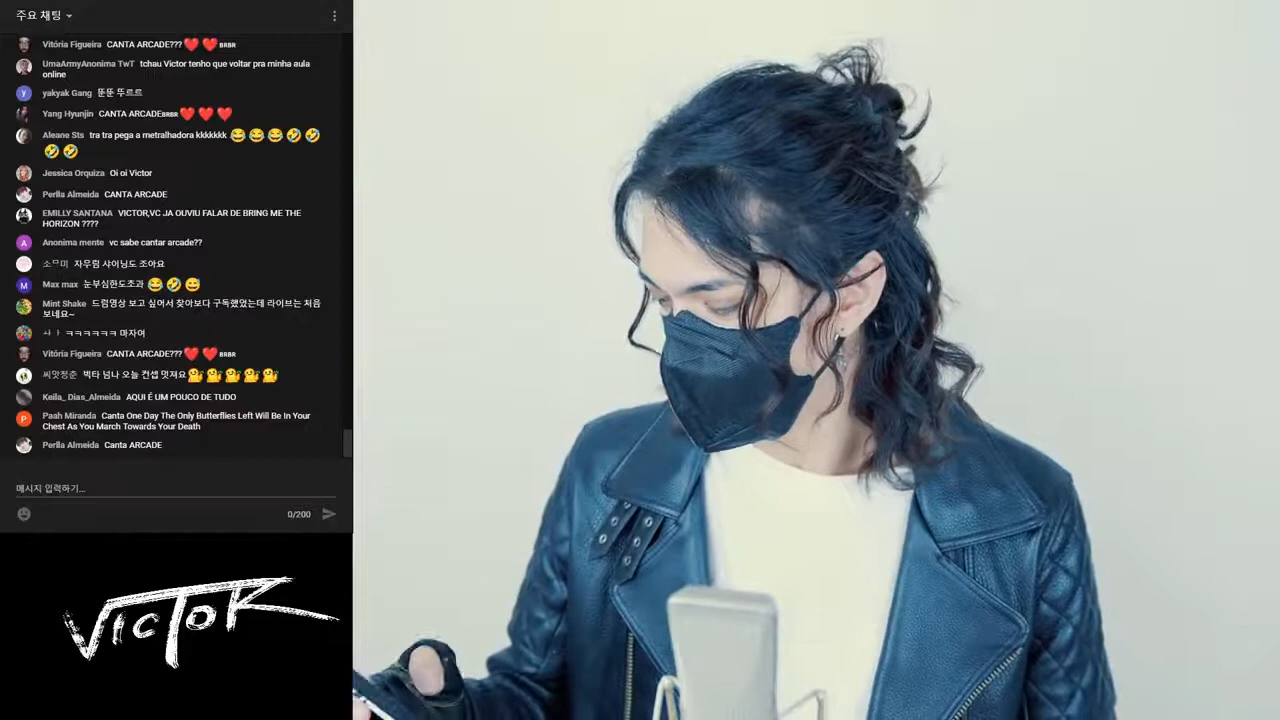 주요 채팅
Vitória Figueira CANTA ARCADE??? ❤️ ❤️ BRBR
UmaArmyAnonima TwT tchau Victor tenho que voltar pra minha aula
online
y yakyak Gang 뚠뚠 뚜르르
Yang Hyunjin CANTA ARCADEBRBR ❤️ ❤️ ❤️
Aleane Sts tra tra pega a metralhadora kkkkkkk 😂 😂 😂 🤣 🤣
🤣 🤣
Jessica Orquiza Oi oi Victor
Perlla Almeida CANTA ARCADE
EMILLY SANTANA VICTOR,VC JA OUVIU FALAR DE BRING ME THE
HORIZON ????
A Anonima mente vc sabe cantar arcade??
소ᄆ미 자우림 샤이닝도 조아요
M Max max 눈부심한도초과 😂 🤣 😅
Mint Shake 드럼영상 보고 싶어서 찾아보다 구독했었는데 라이브는 처음
보네요~
ㅋㅋㅋㅋㅋㅋ 마자여
Vitória Figueira CANTA ARCADE??? ❤️ ❤️ BRBR
씨앗정춘 빅타 넘나 오늘 컨셉 멋져요
Keila_Dias_Almeida AQUI É UM POUCO DE TUDO
P Paah Miranda Canta One Day The Only Butterflies Left Will Be In Your
Chest As You March Towards Your Death
Perlla Almeida Canta ARCADE
메시지 입력하기...
0/200
VICTOR